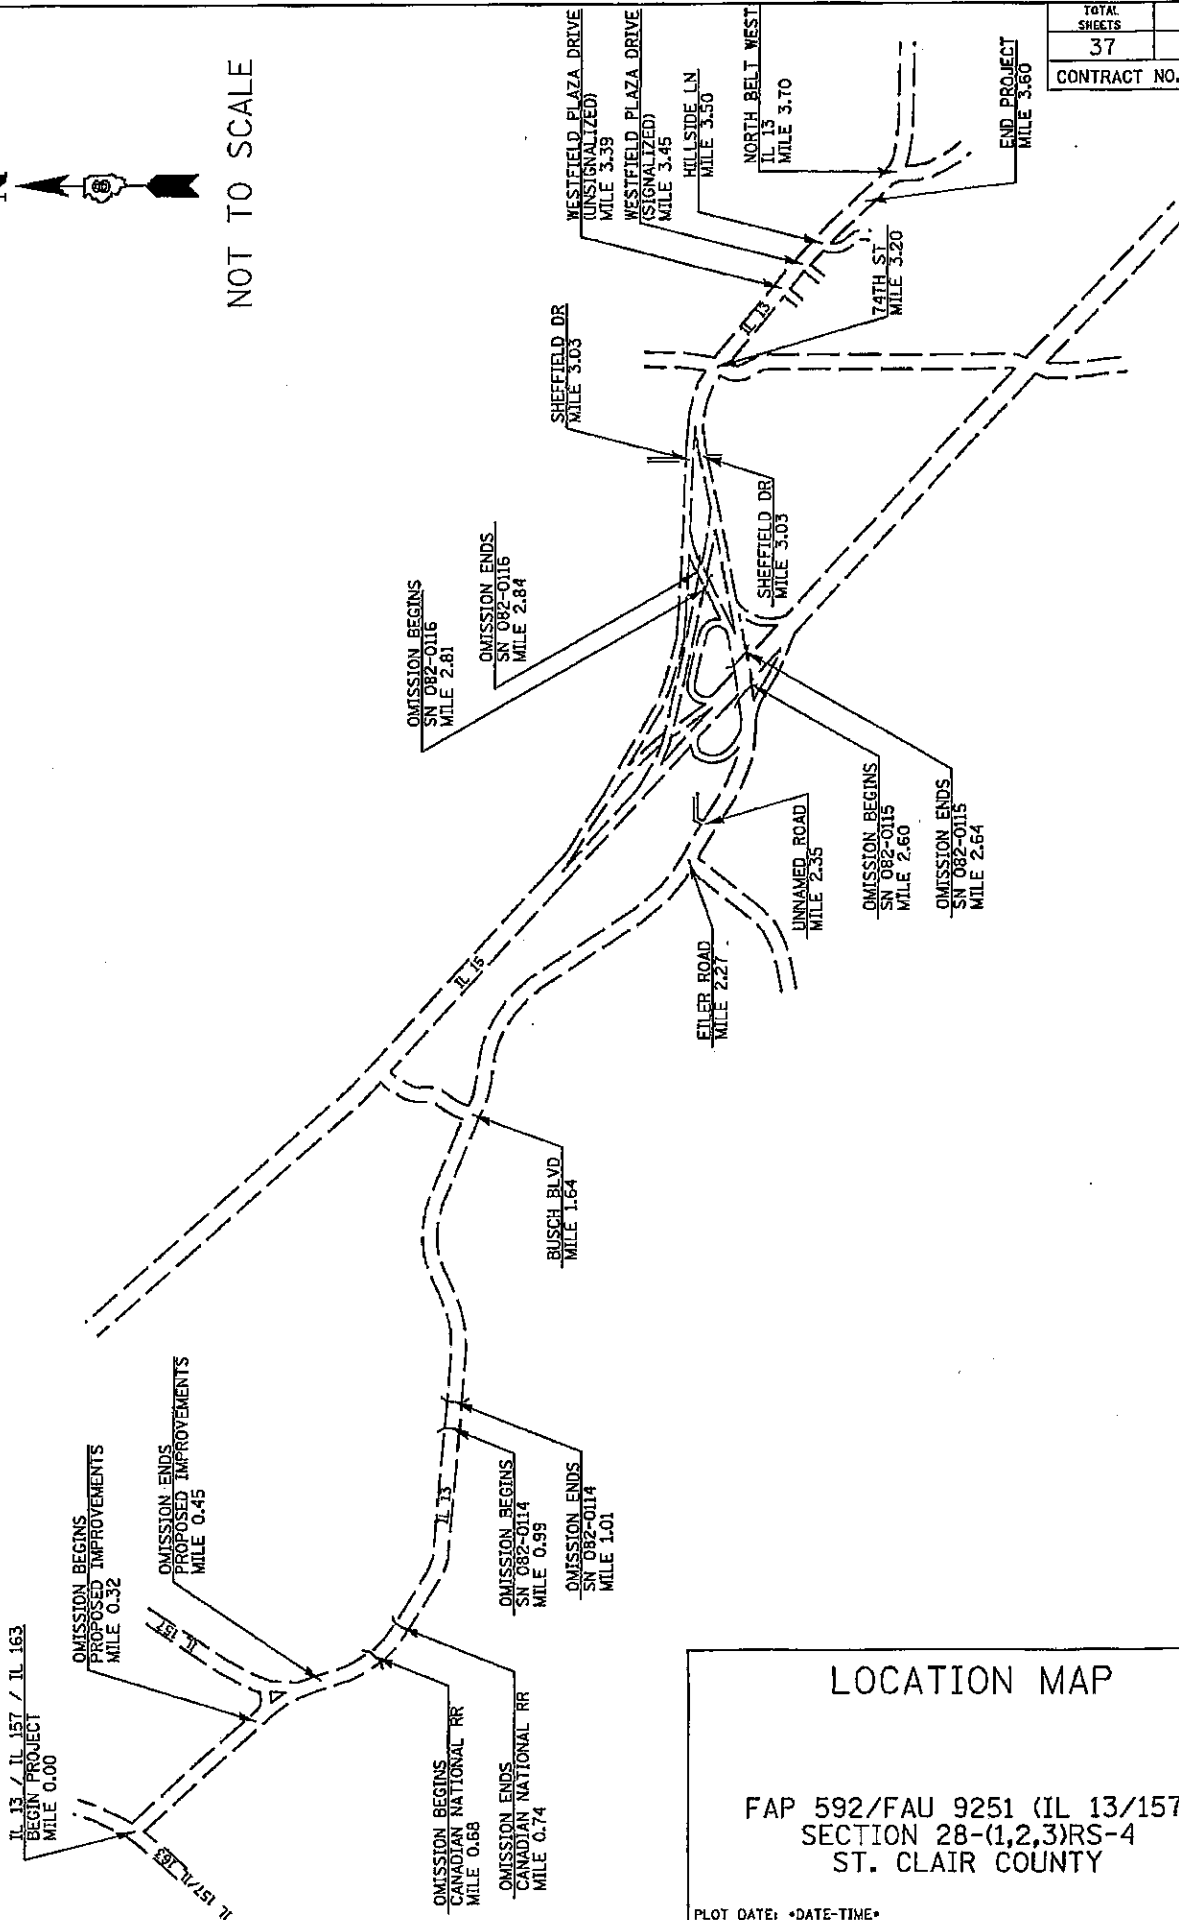 TOTAL
SHEETS
37
CONTRACT NO.
N
NOT TO SCALE
IL 13 / IL 157 / IL 163
BEGIN PROJECT
MILE 0.00
IL 157/IL 163
OMISSION BEGINS
PROPOSED IMPROVEMENTS
MILE 0.32
IL 157
OMISSION ENDS
PROPOSED IMPROVEMENTS
MILE 0.45
OMISSION BEGINS
CANADIAN NATIONAL RR
MILE 0.68
OMISSION ENDS
CANADIAN NATIONAL RR
MILE 0.74
IL 13
OMISSION BEGINS
SN 082-0114
MILE 0.99
OMISSION ENDS
SN 082-0114
MILE 1.01
BUSCH BLVD
MILE 1.64
IL 15
EILER ROAD
MILE 2.27
UNNAMED ROAD
MILE 2.35
OMISSION BEGINS
SN 082-0115
MILE 2.60
OMISSION ENDS
SN 082-0115
MILE 2.64
OMISSION BEGINS
SN 082-0116
MILE 2.81
OMISSION ENDS
SN 082-0116
MILE 2.84
SHEFFIELD DR
MILE 3.03
SHEFFIELD DR
MILE 3.03
74TH ST
MILE 3.20
IL 13
WESTFIELD PLAZA DRIVE
(UNSIGNALIZED)
MILE 3.39
WESTFIELD PLAZA DRIVE
(SIGNALIZED)
MILE 3.45
HILLSIDE LN
MILE 3.50
NORTH BELT WEST
IL 13
MILE 3.70
END PROJECT
MILE 3.60
LOCATION MAP
FAP 592/FAU 9251 (IL 13/157
SECTION 28-(1,2,3)RS-4
ST. CLAIR COUNTY
PLOT DATE: *DATE-TIME*